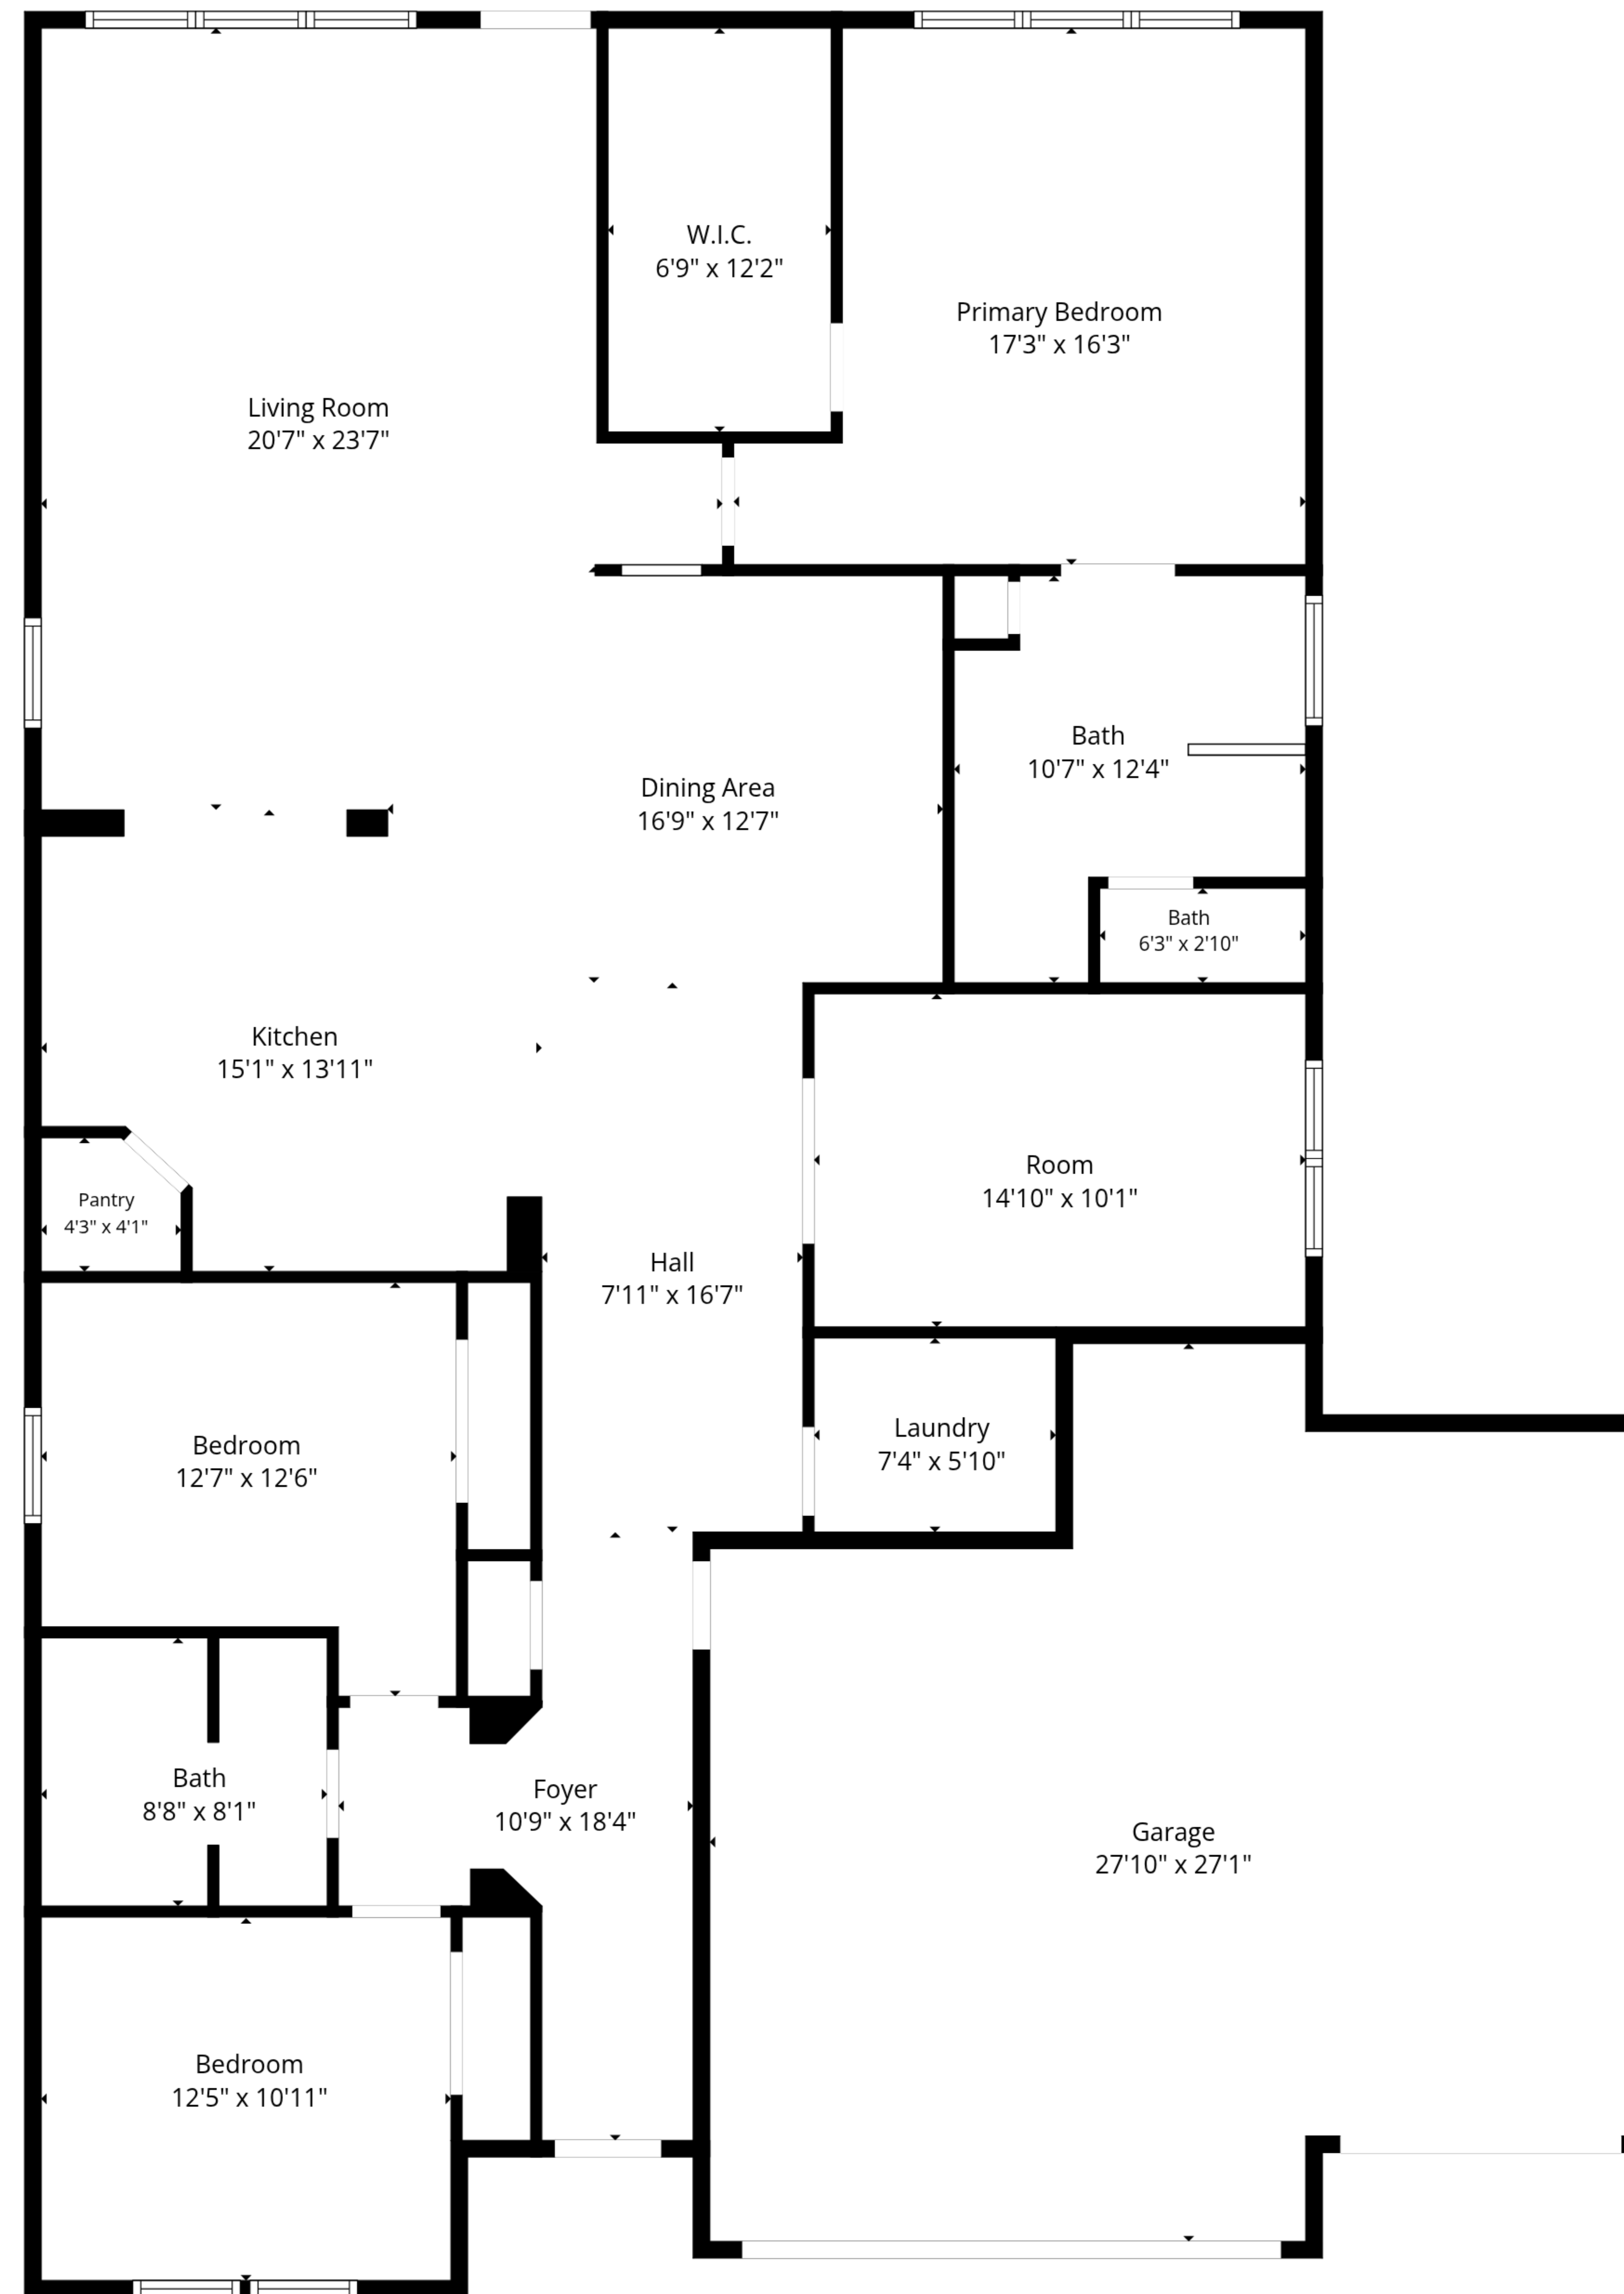 W.I.C.
6'9" x 12'2"
Primary Bedroom
17'3" x 16'3"
Living Room
20'7" x 23'7"
Bath
10'7" x 12'4"
Dining Area
16'9" x 12'7"
Bath
6'3" x 2'10"
Kitchen
15'1" x 13'11"
Room
14'10" x 10'1"
Pantry
4'3" x 4'1"
Hall
7'11" x 16'7"
Laundry
7'4" x 5'10"
Bedroom
12'7" x 12'6"
Bath
8'8" x 8'1"
Foyer
10'9" x 18'4"
Garage
27'10" x 27'1"
Bedroom
12'5" x 10'11"